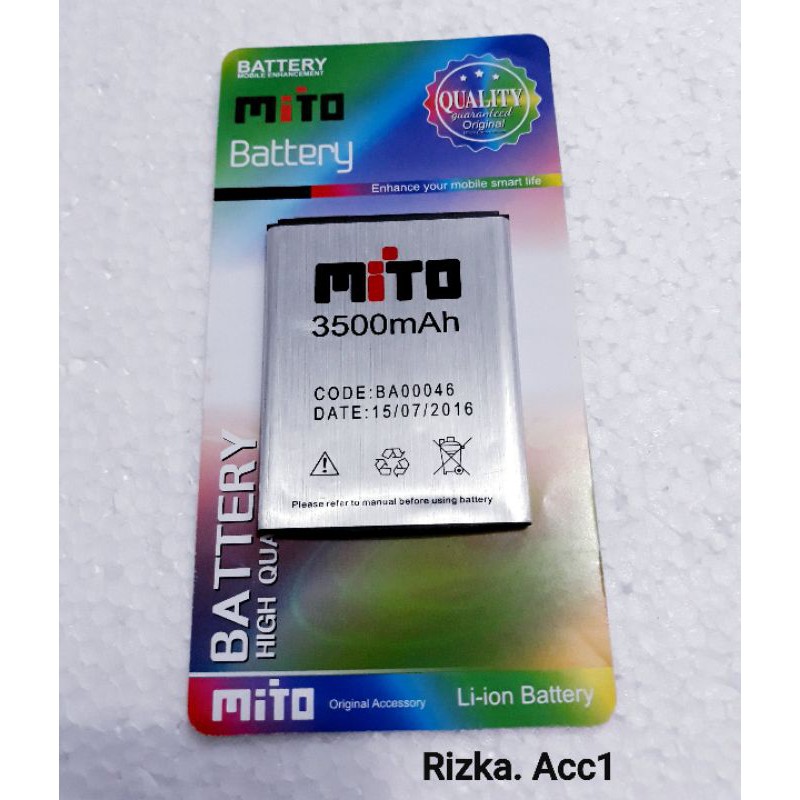 BATTERY
MOBILE ENHANCEMENT
mito
Battery
QUALITY
guaranteed
Original
Enhance your mobile smart life
mito
3500mAh
CODE:BA00046
DATE:15/07/2016
Please refer to manual before using battery
BATTERY
HIGH QUA
mito
Original Accessory
Li-ion Battery
Rizka. Acc1